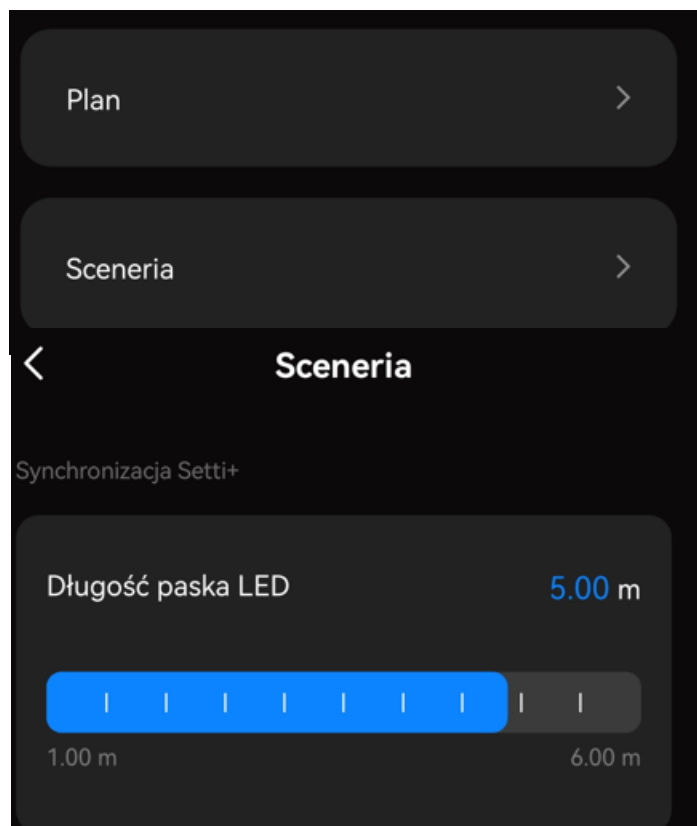 Plan
Sceneria
Sceneria
Synchronizacja Setti+
Długość paska LED 5.00 m
1.00 m 6.00 m